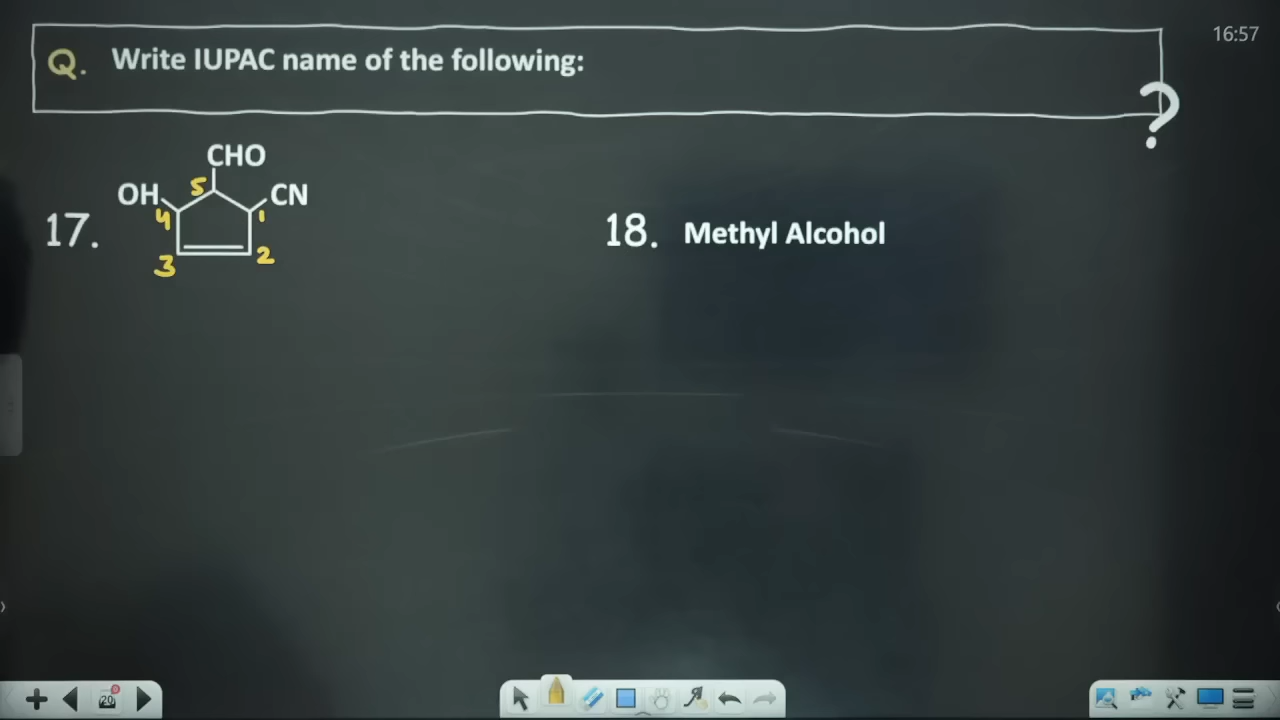 16:57
Q. Write IUPAC name of the following:
?
CHO
OH 5 CN
4 1
17.
3 2
18. Methyl Alcohol
20